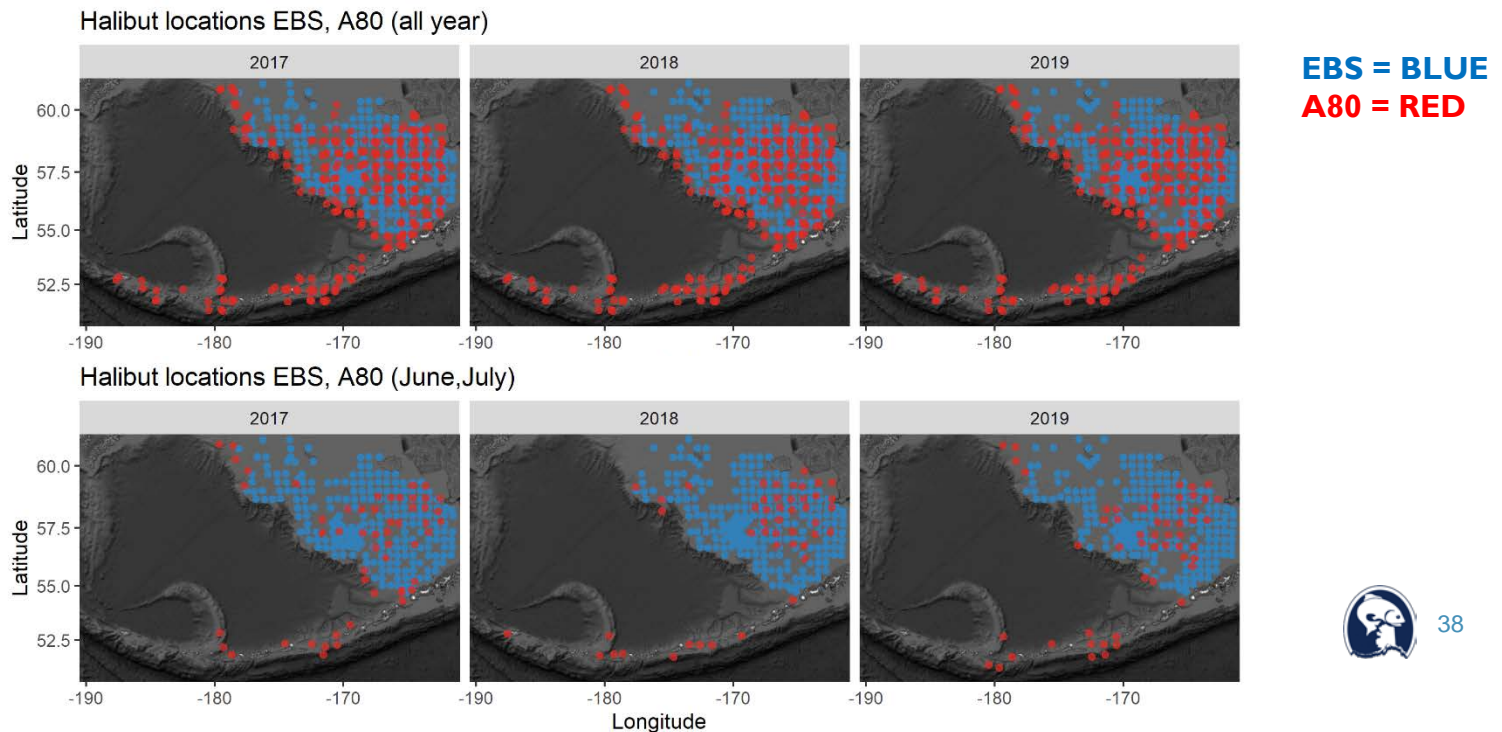 Halibut locations EBS, A80 (all year)
2017 2018 2019
EBS = BLUE
A80 = RED
Latitude
60.0
57.5
55.0
52.5
-190 -180 -170 -190 -180 -170 -190 -180 -170
Halibut locations EBS, A80 (June,July)
2017 2018 2019
Latitude
60.0
57.5
55.0
52.5
-190 -180 -170 -190 -180 -170 -190 -180 -170
Longitude
38